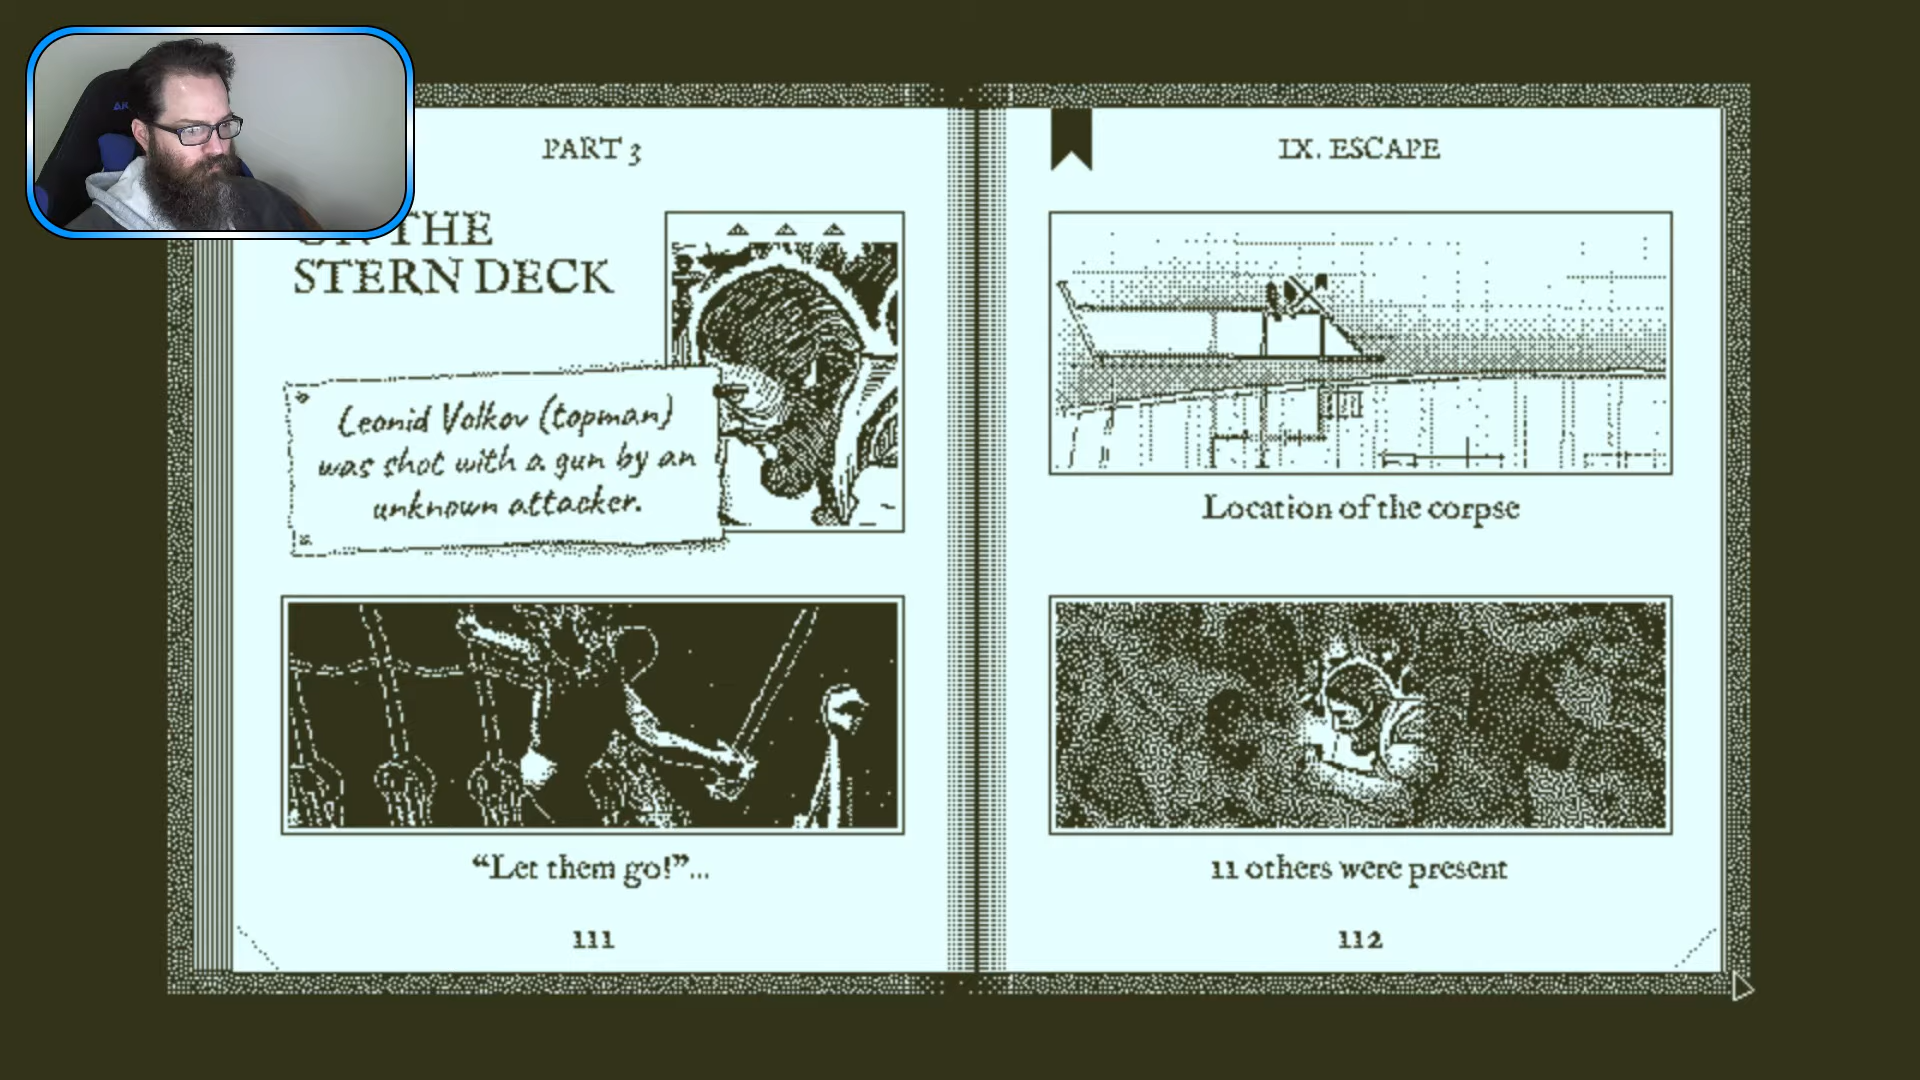 PART 3
ON THE
STERN DECK
Leonid Volkov (topman)
was shot with a gun by an
unknown attacker.
“Let them go!”...
111
IX. ESCAPE
Location of the corpse
11 others were present
112